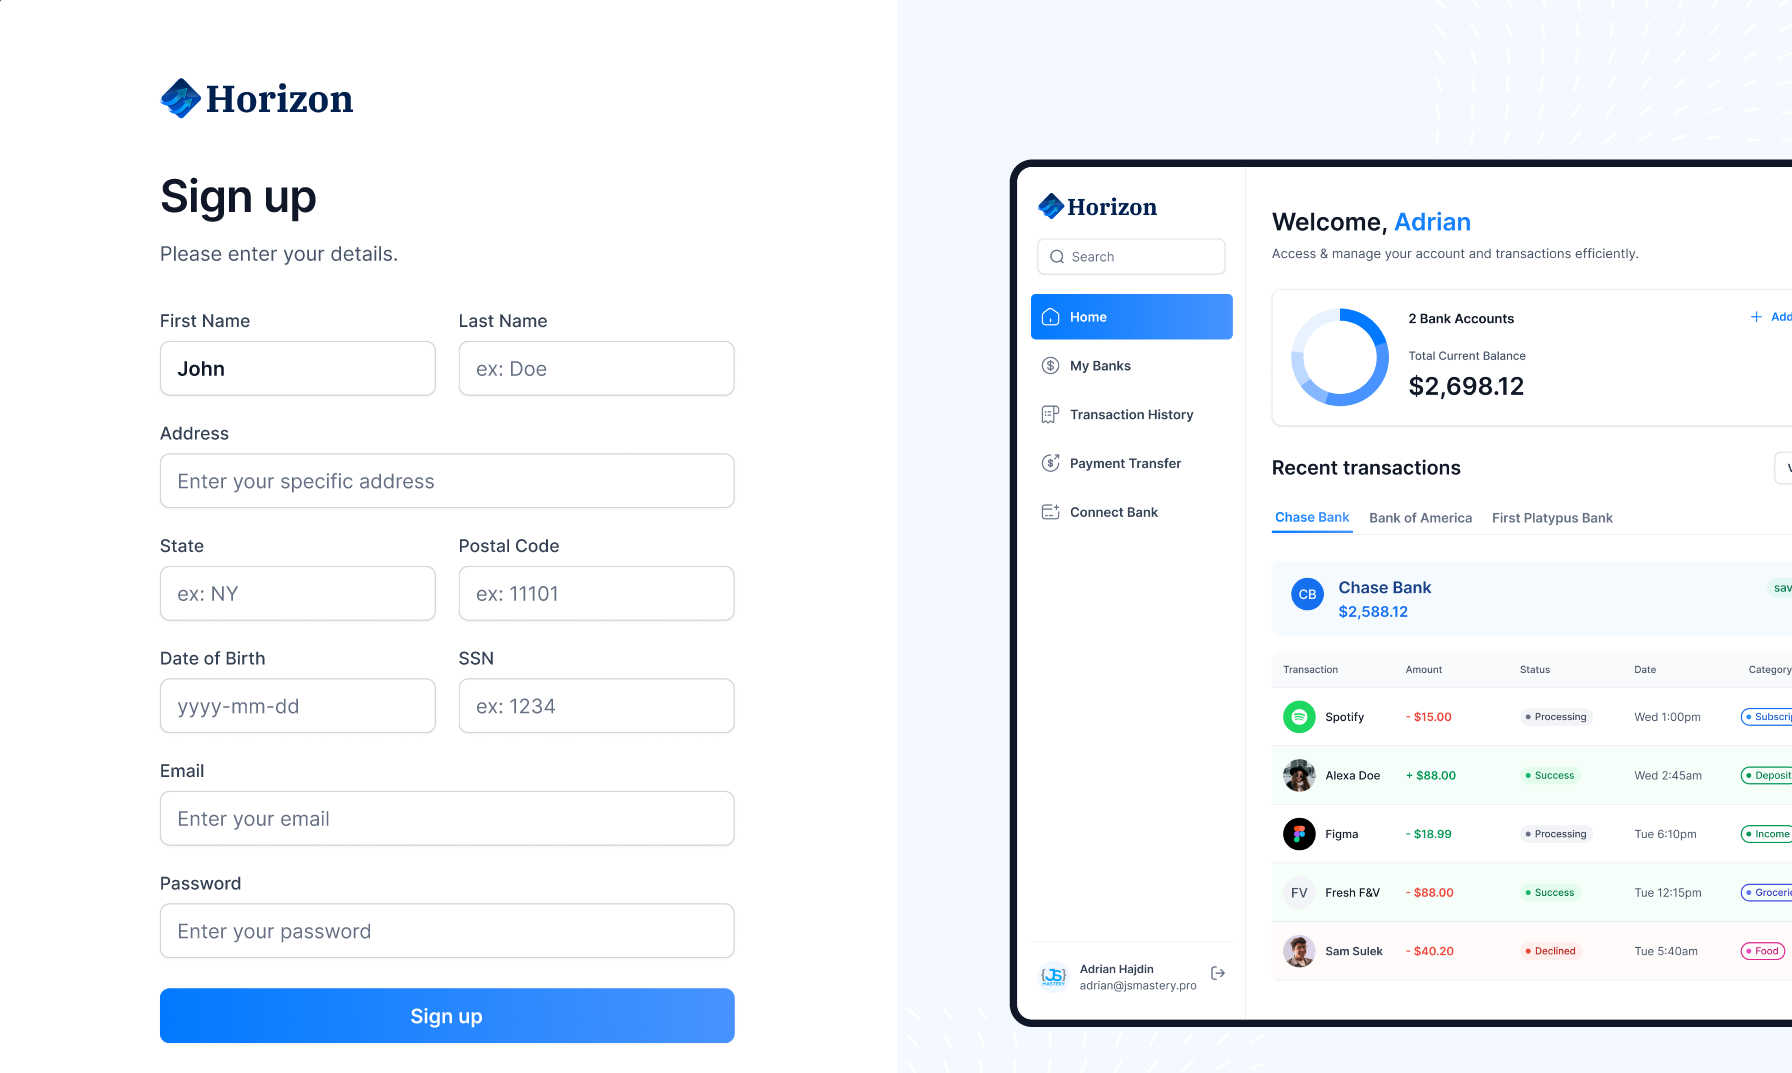 Horizon
Sign up
Please enter your details.
First Name
Last Name
John
ex: Doe
Address
Enter your specific address
State
Postal Code
ex: NY
ex: 11101
Date of Birth
SSN
yyyy-mm-dd
ex: 1234
Email
Enter your email
Password
Enter your password
Sign up
Horizon
Search
Home
My Banks
Transaction History
Payment Transfer
Connect Bank
JS
MASTERY
Adrian Hajdin
adrian@jsmastery.pro
Welcome, Adrian
Access & manage your account and transactions efficiently.
2 Bank Accounts
+ Add
Total Current Balance
$2,698.12
Recent transactions
Chase Bank Bank of America First Platypus Bank
CB
Chase Bank
$2,588.12
sav
Transaction Amount Status Date Category
Spotify - $15.00 Processing Wed 1:00pm Subscri
Alexa Doe + $88.00 Success Wed 2:45am Deposit
Figma - $18.99 Processing Tue 6:10pm Income
FV Fresh F&V - $88.00 Success Tue 12:15pm Grocerie
Sam Sulek - $40.20 Declined Tue 5:40am Food